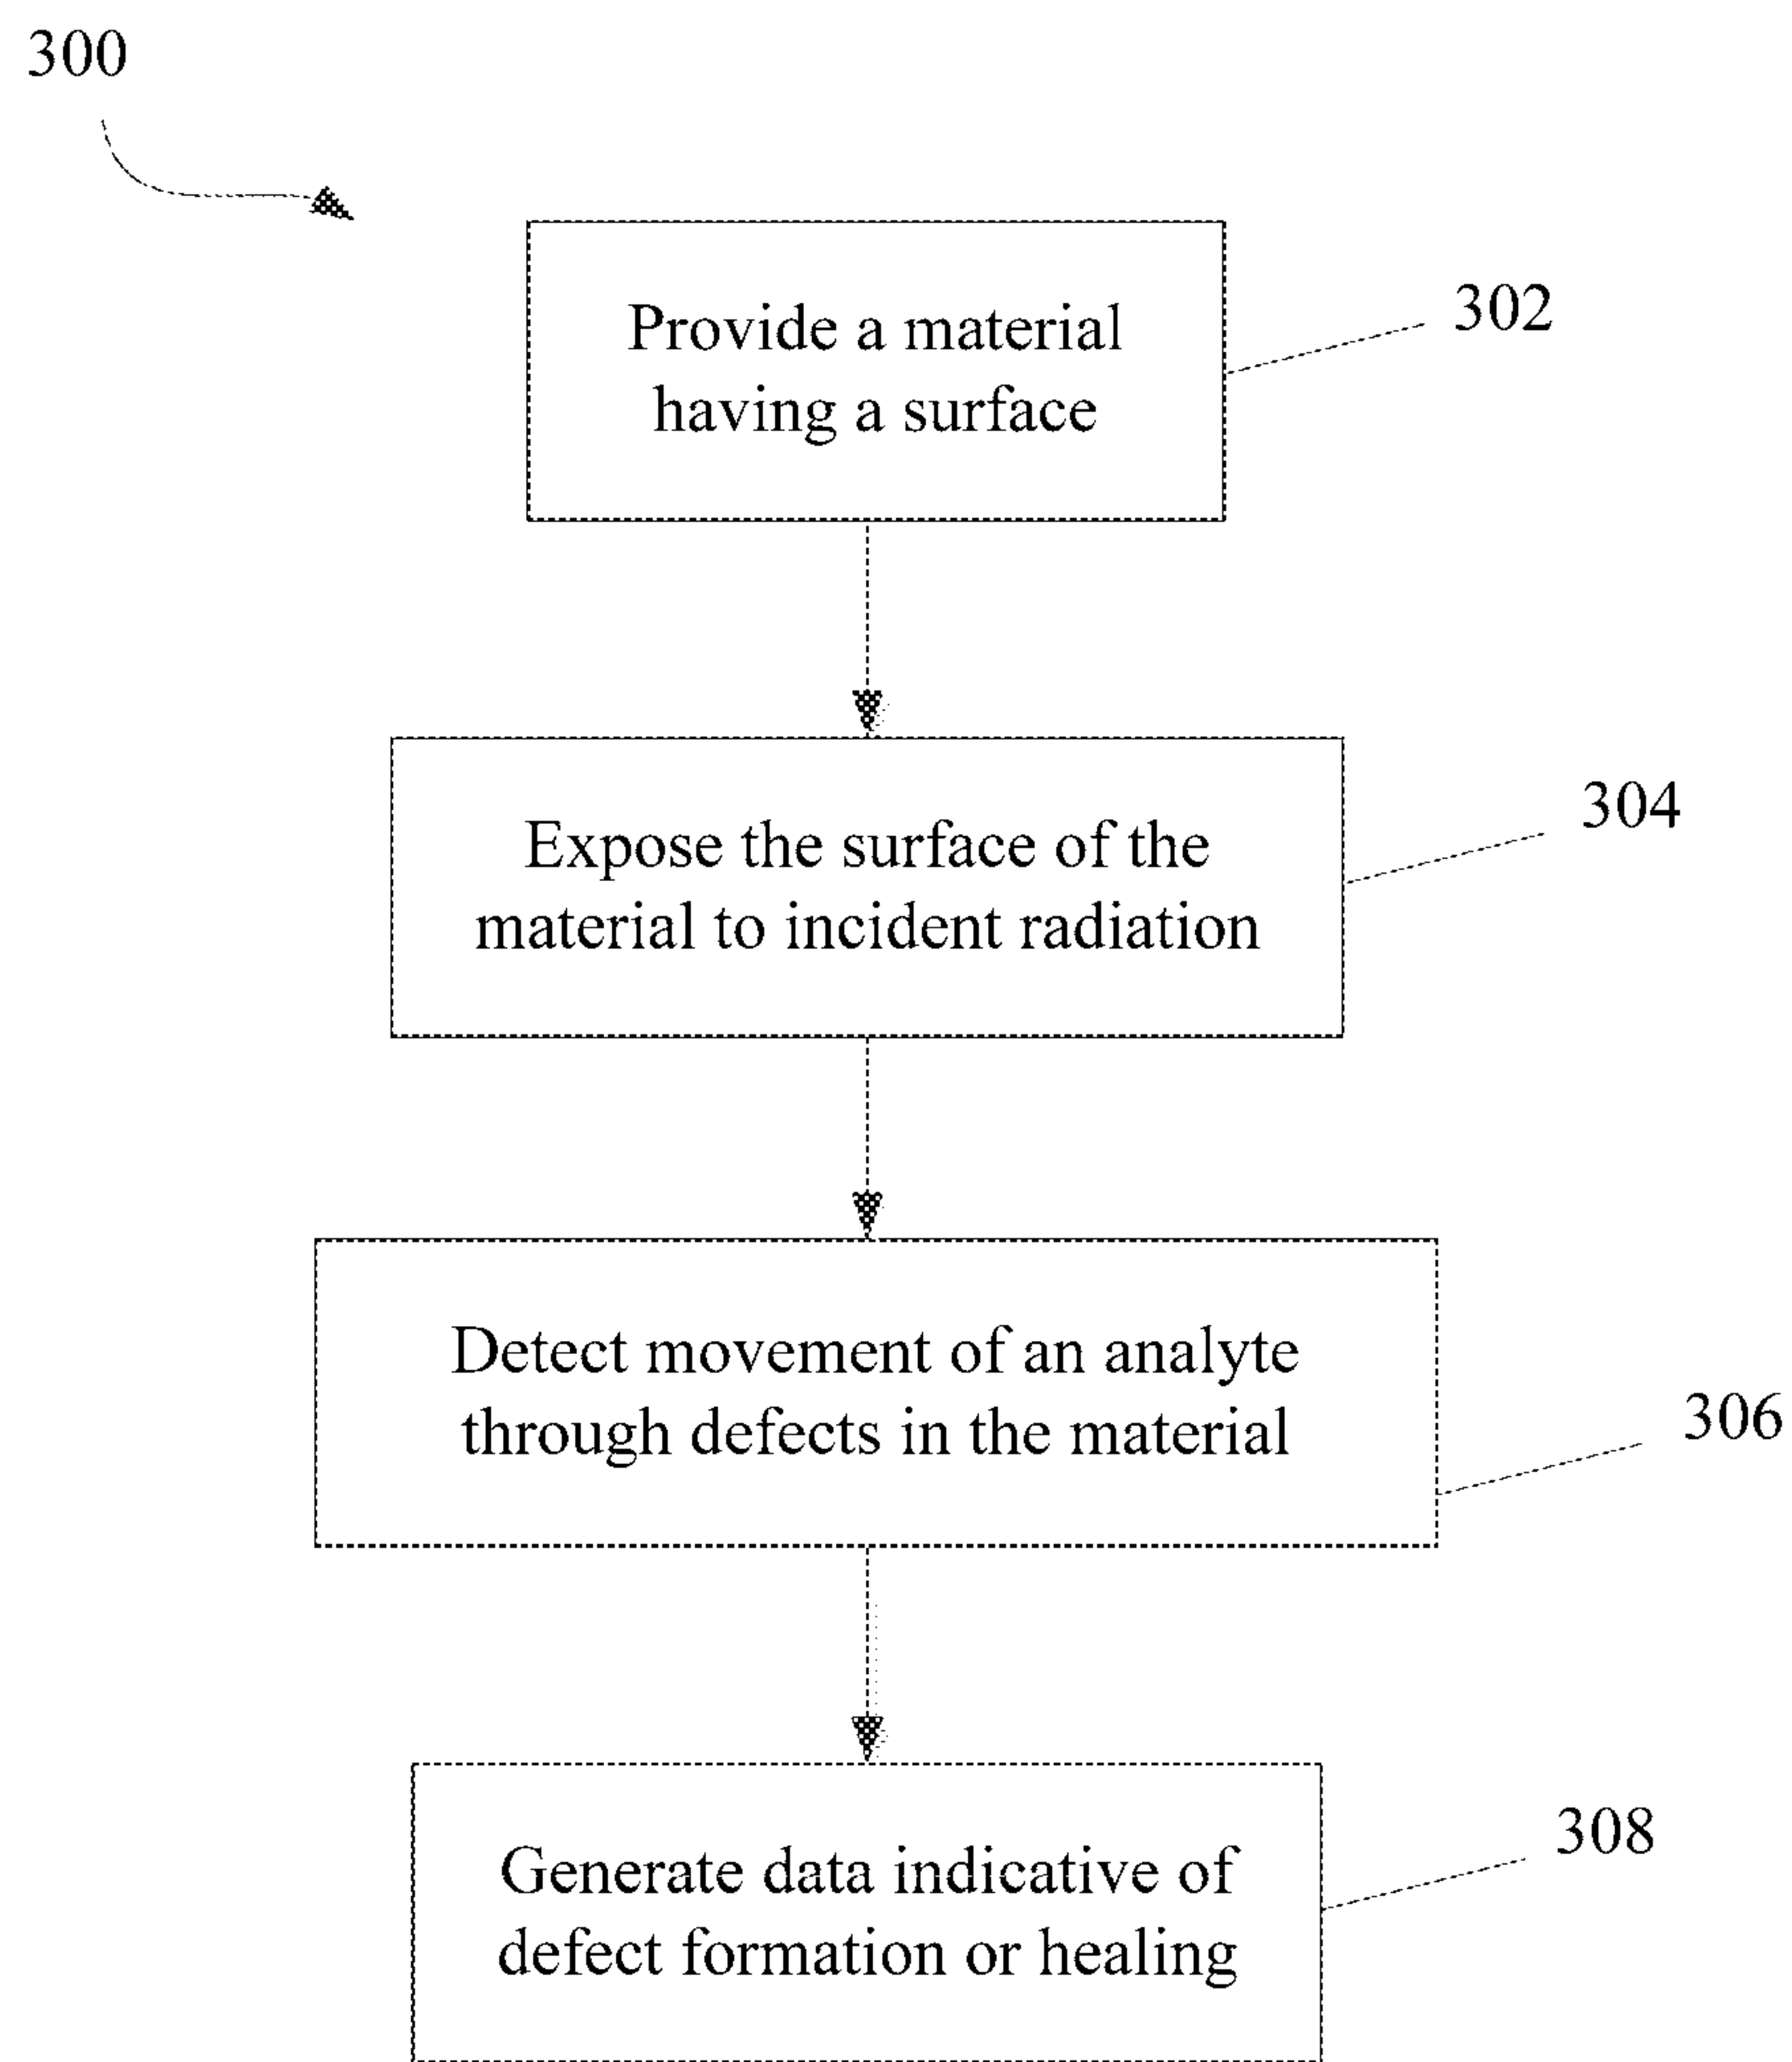 300
Provide a material
having a surface
302
Expose the surface of the
material to incident radiation
304
Detect movement of an analyte
through defects in the material
306
Generate data indicative of
defect formation or healing
308